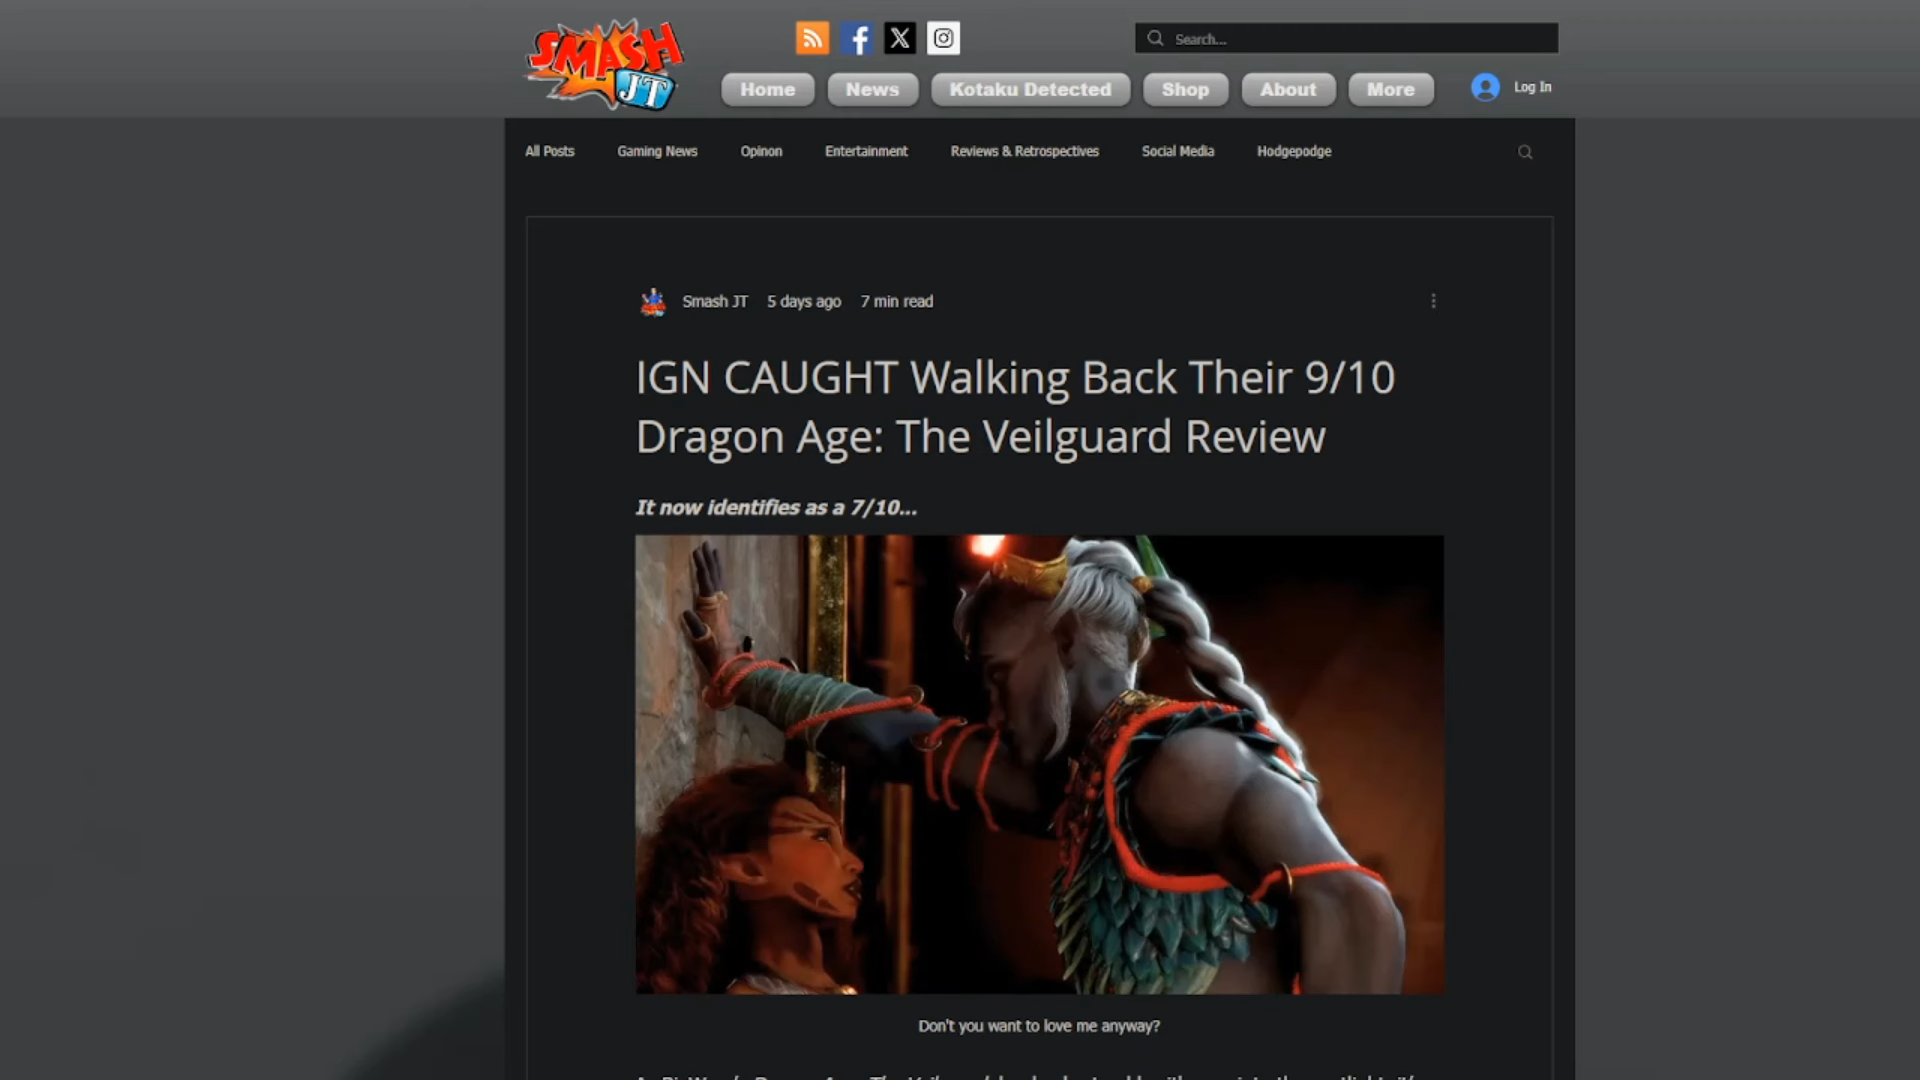 SMASH JT
Search...
Home News Kotaku Detected Shop About More Log In
All Posts Gaming News Opinon Entertainment Reviews & Retrospectives Social Media Hodgepodge
Smash JT 5 days ago 7 min read
IGN CAUGHT Walking Back Their 9/10
Dragon Age: The Veilguard Review
It now identifies as a 7/10...
Don't you want to love me anyway?